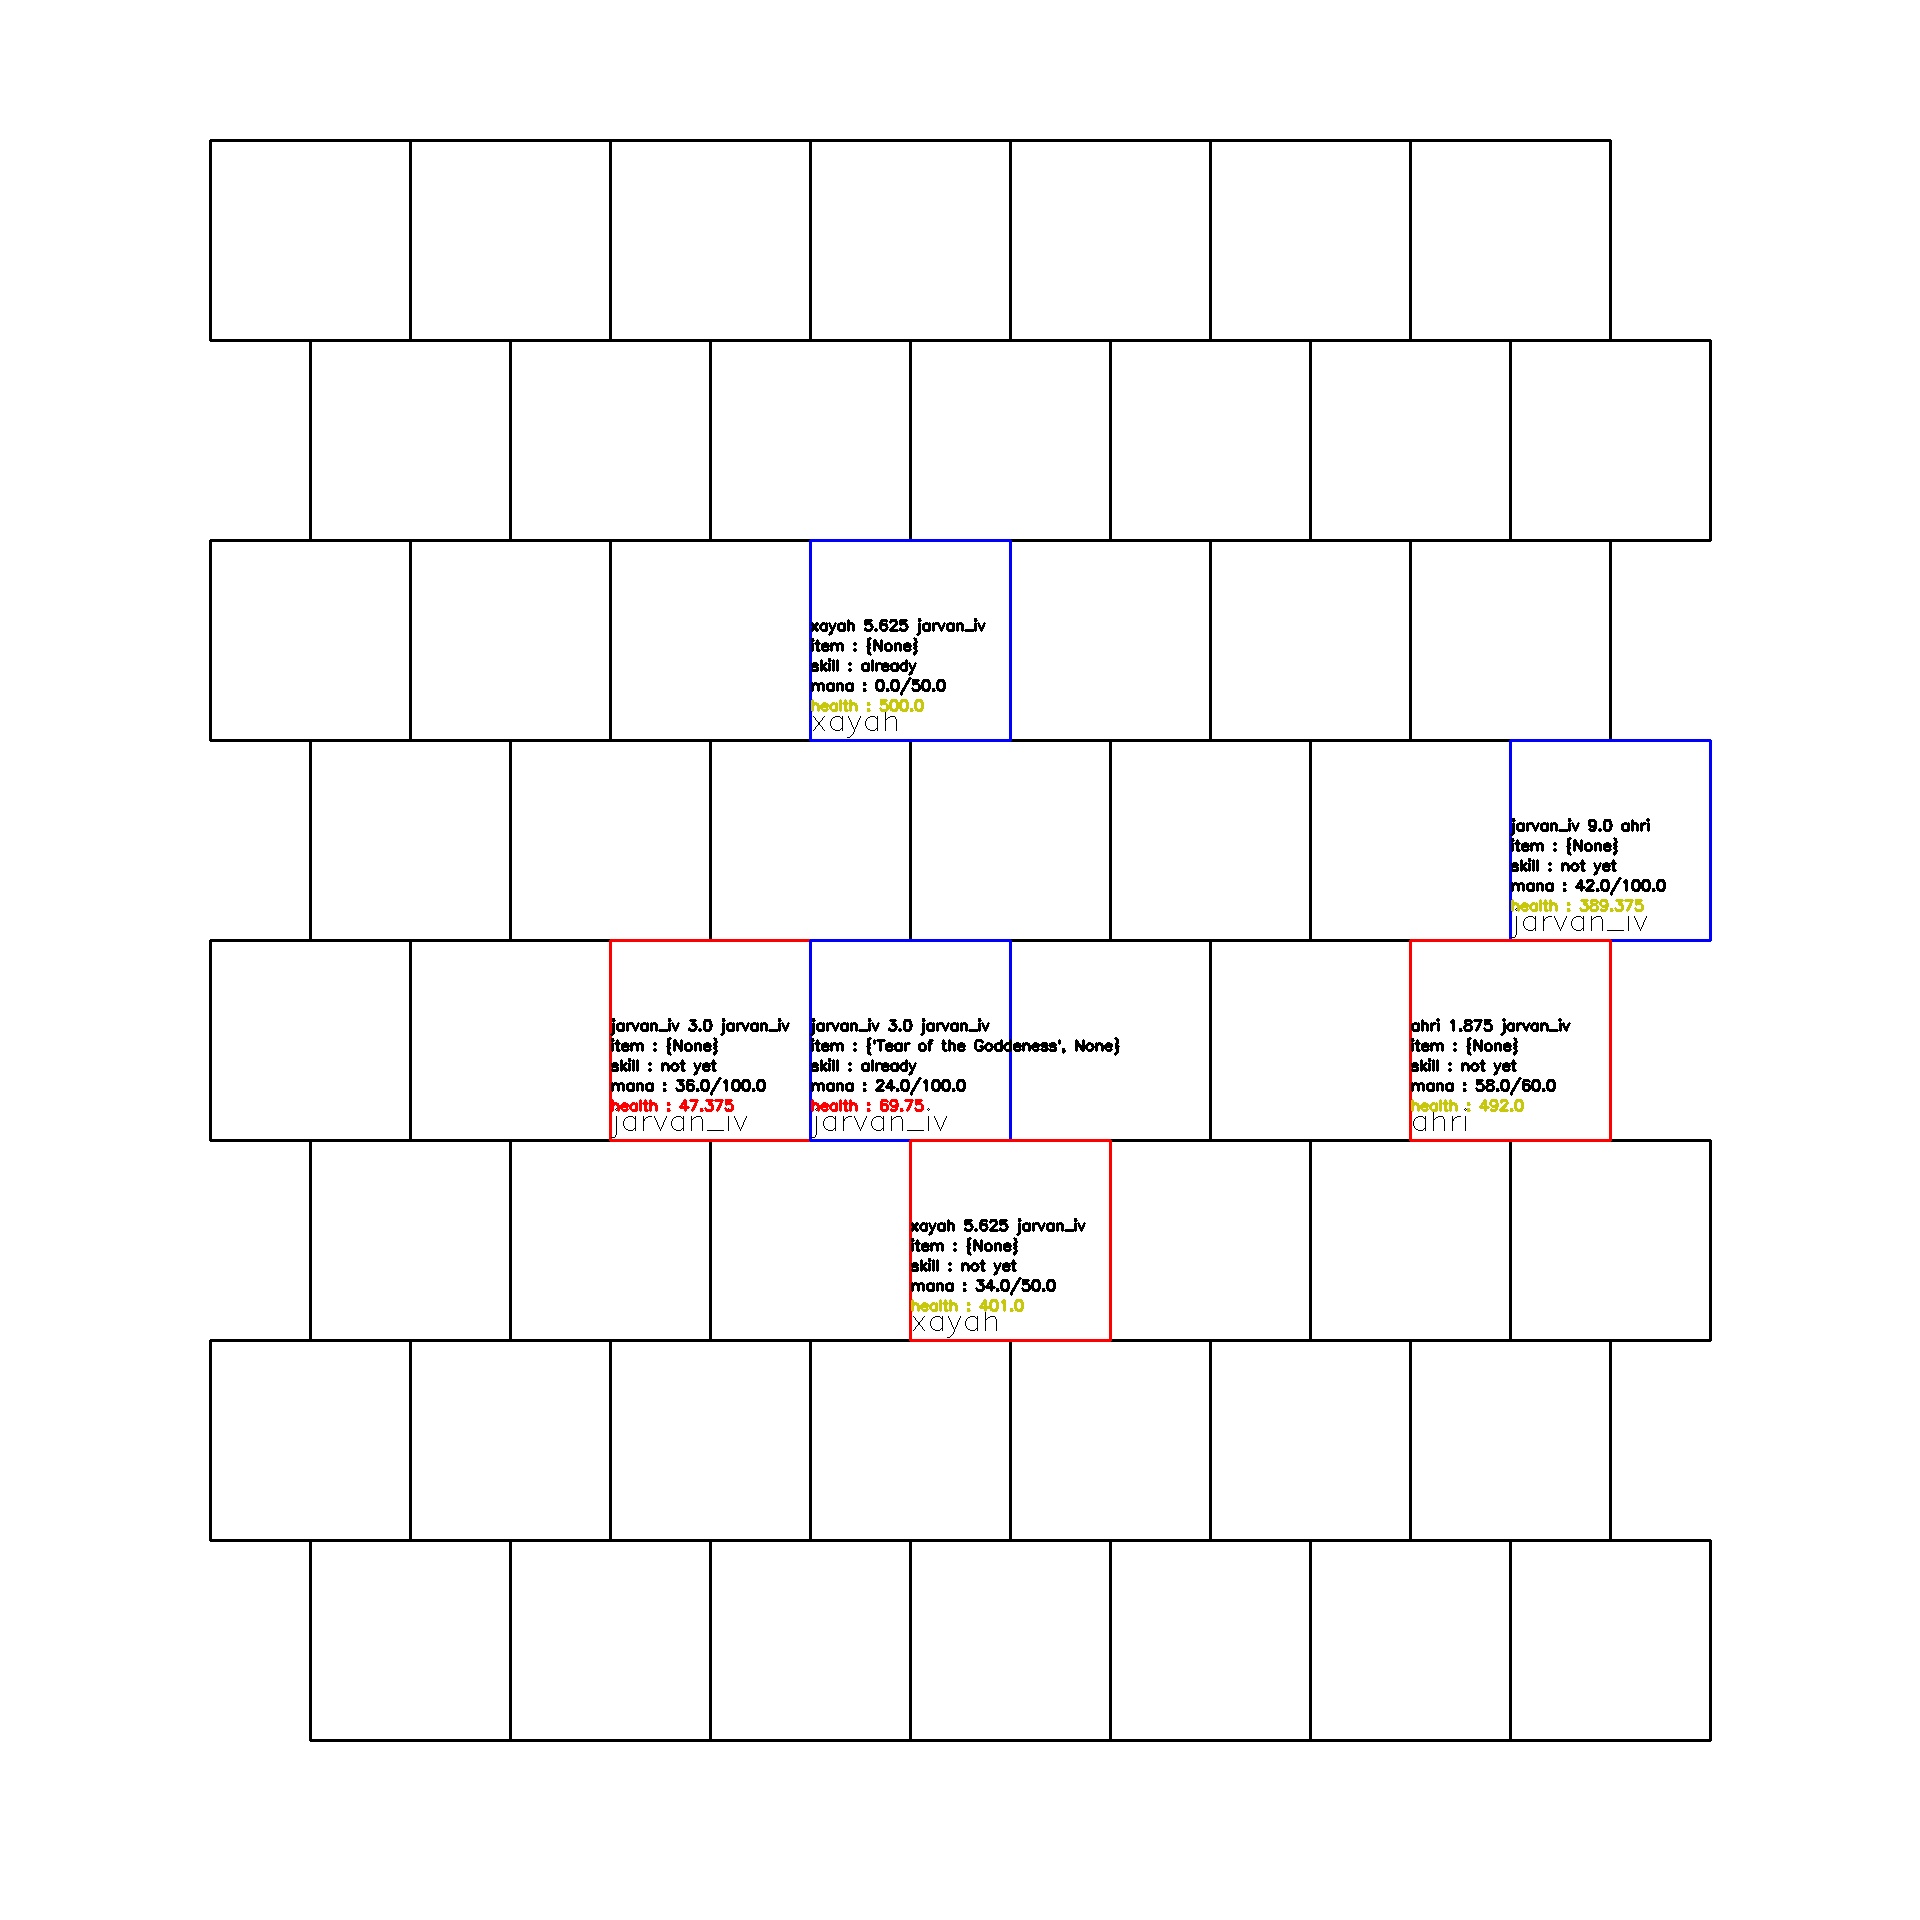 xayah 5.625 jarvan_iv
item : {None}
skill : already
mana : 0.0/50.0
health : 500.0
xayah
jarvan_iv 9.0 ahri
item : {None}
skill : not yet
mana : 42.0/100.0
health : 389.375
jarvan_iv
jarvan_iv 3.0 jarvan_iv
item : {None}
skill : not yet
mana : 36.0/100.0
health : 47.375
jarvan_iv
jarvan_iv 3.0 jarvan_iv
item : {'Tear of the Goddeness', None}
skill : already
mana : 24.0/100.0
health : 69.75
jarvan_iv
ahri 1.875 jarvan_iv
item : {None}
skill : not yet
mana : 58.0/60.0
health : 492.0
ahri
xayah 5.625 jarvan_iv
item : {None}
skill : not yet
mana : 34.0/50.0
health : 401.0
xayah